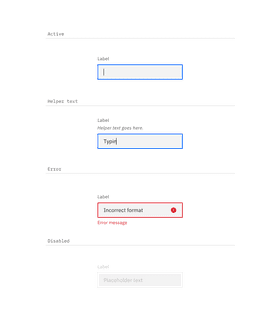 Active
Label
Helper text
Label
Helper text goes here.
Typin
Error
Label
Incorrect format
Error message
Disabled
Label
Placeholder text